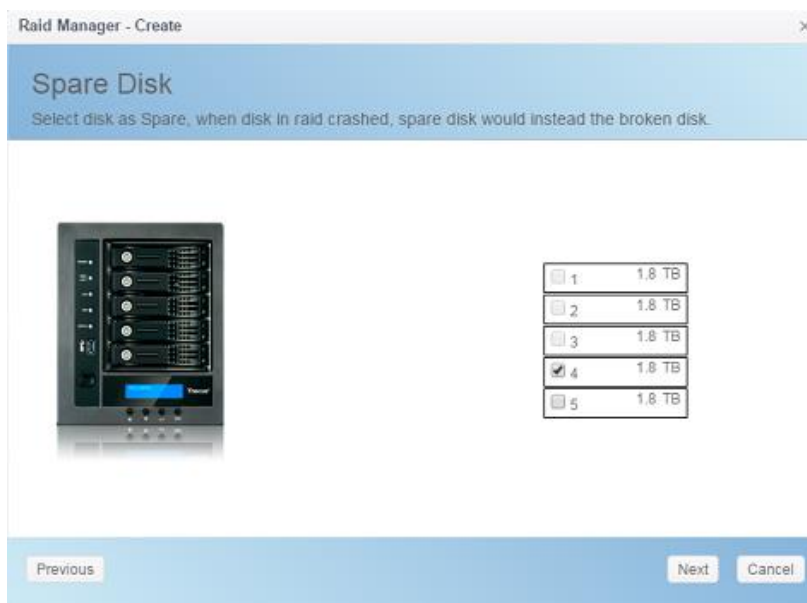 Raid Manager - Create
Spare Disk
Select disk as Spare, when disk in raid crashed, spare disk would instead the broken disk.
1 1.8 TB
2 1.8 TB
3 1.8 TB
4 1.8 TB
5 1.8 TB
Thecus
Previous
Next
Cancel